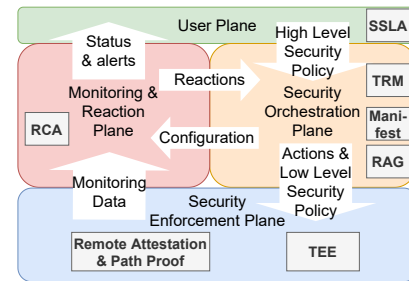 User Plane
SSLA
Status
& alerts
High Level
Security
Policy
Reactions
Monitoring &
Reaction
Plane
RCA
Security
Orchestration
Plane
TRM
Mani-
fest
RAG
Configuration
Monitoring
Data
Actions &
Low Level
Security
Policy
Security
Enforcement Plane
Remote Attestation
& Path Proof
TEE